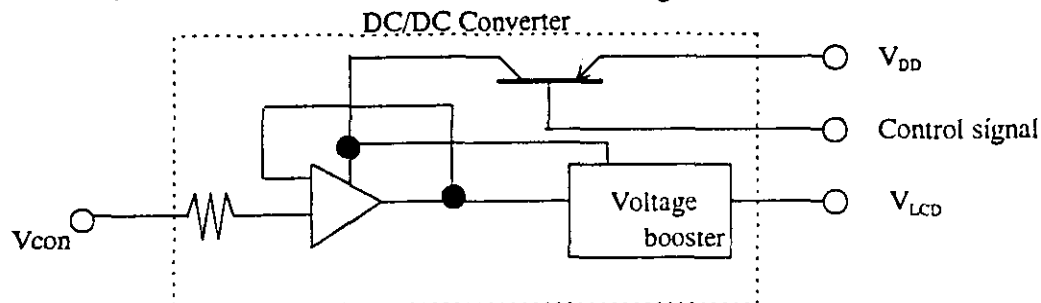 DC/DC Converter
V_DD
Control signal
Voltage
booster
V_LCD
Vcon